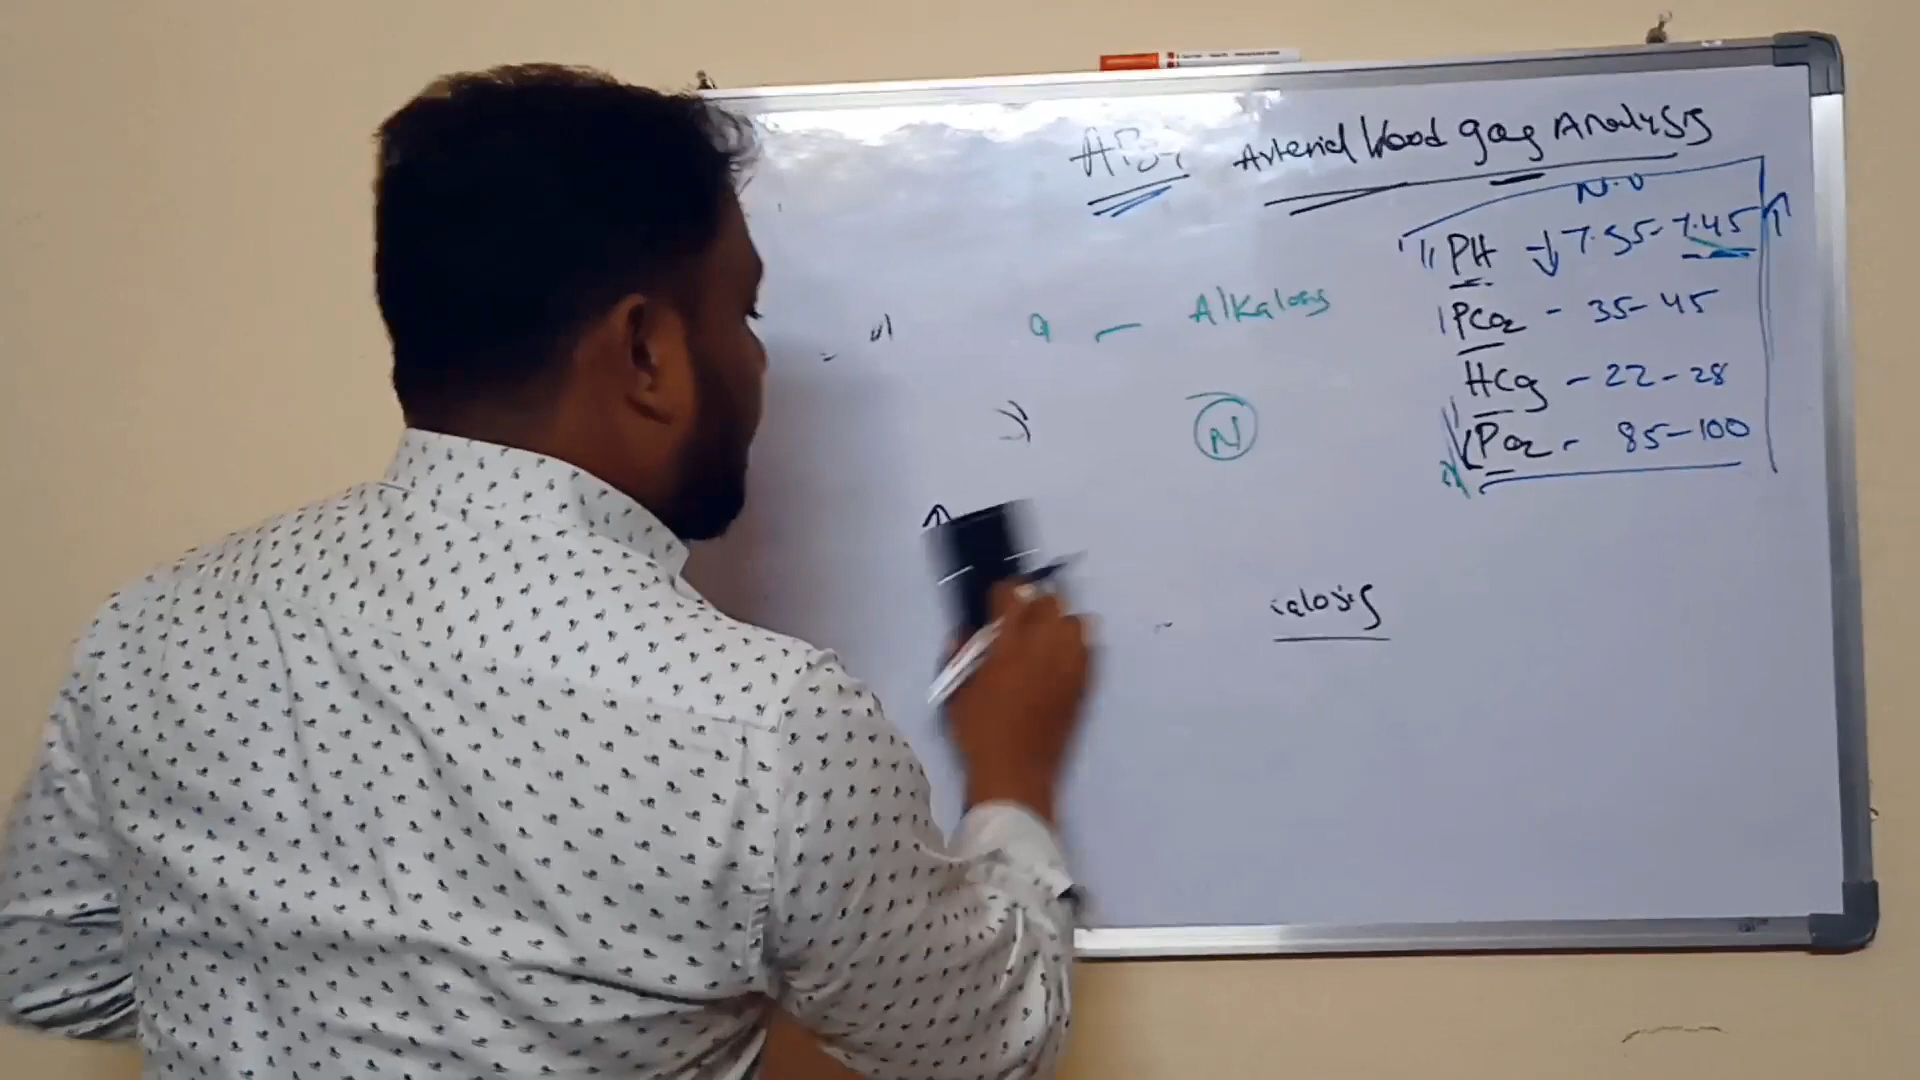 ABG Arterial blood gas Analysis
N.V
PH 7.35-7.45
PCO2 - 35-45
HCO3 - 22-28
PO2 - 85-100
- Alkalosis
N
alosis